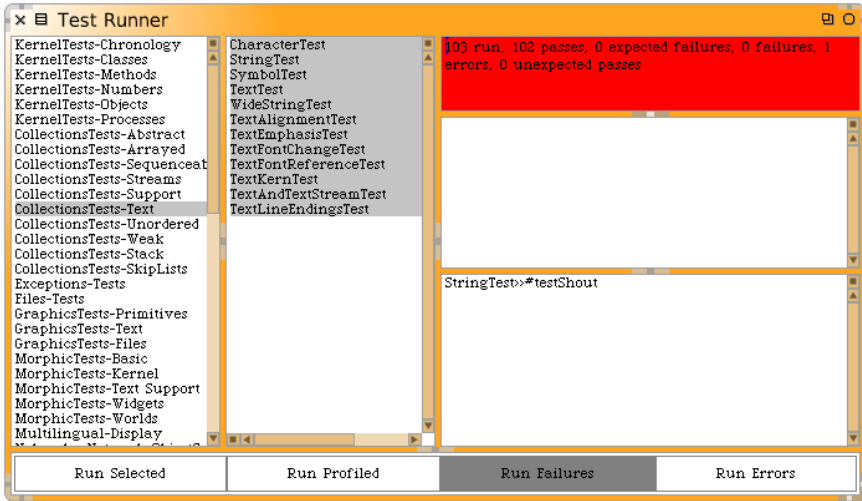 Test Runner
KernelTests-Chronology
KernelTests-Classes
KernelTests-Methods
KernelTests-Numbers
KernelTests-Objects
KernelTests-Processes
CollectionsTests-Abstract
CollectionsTests-Arrayed
CollectionsTests-Sequenceab
CollectionsTests-Streams
CollectionsTests-Support
CollectionsTests-Text
CollectionsTests-Unordered
CollectionsTests-Weak
CollectionsTests-Stack
CollectionsTests-SkipLists
Exceptions-Tests
Files-Tests
GraphicsTests-Primitives
GraphicsTests-Text
GraphicsTests-Files
MorphicTests-Basic
MorphicTests-Kernel
MorphicTests-Text Support
MorphicTests-Widgets
MorphicTests-Worlds
Multilingual-Display
CharacterTest
StringTest
SymbolTest
TextTest
WideStringTest
TextAlignmentTest
TextEmphasisTest
TextFontChangeTest
TextFontReferenceTest
TextKernTest
TextAndTextStreamTest
TextLineEndingsTest
103 run, 102 passes, 0 expected failures, 0 failures, 1
errors, 0 unexpected passes
StringTest>>#testShout
Run Selected
Run Profiled
Run Failures
Run Errors